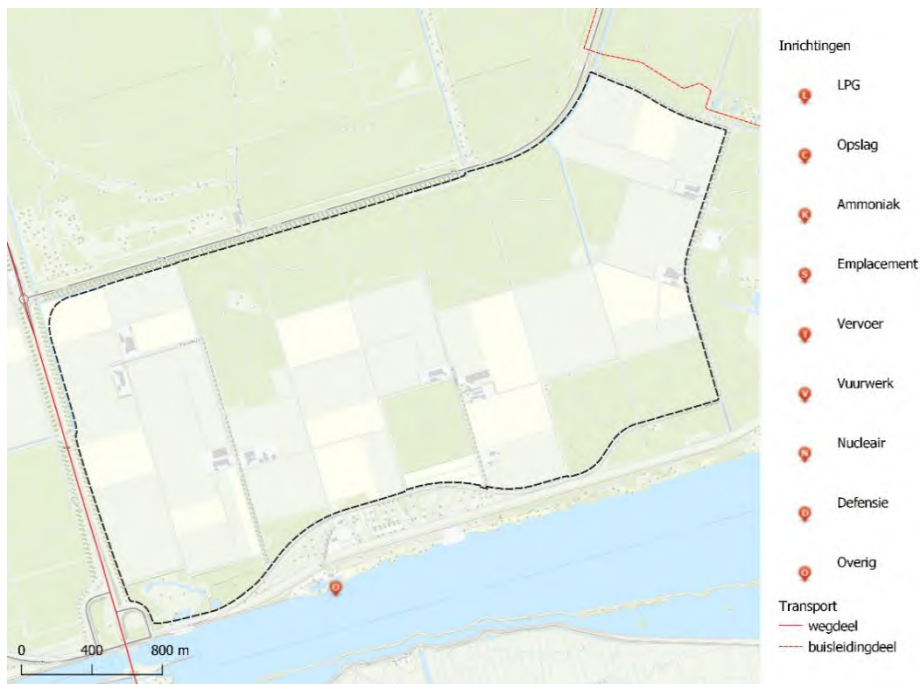 Inrichtingen
L LPG
C Opslag
K Ammoniak
S Emplacement
T Vervoer
V Vuurwerk
N Nucleair
D Defensie
O Overig
Transport
wegdeel
buisleidingdeel
0 400 800 m